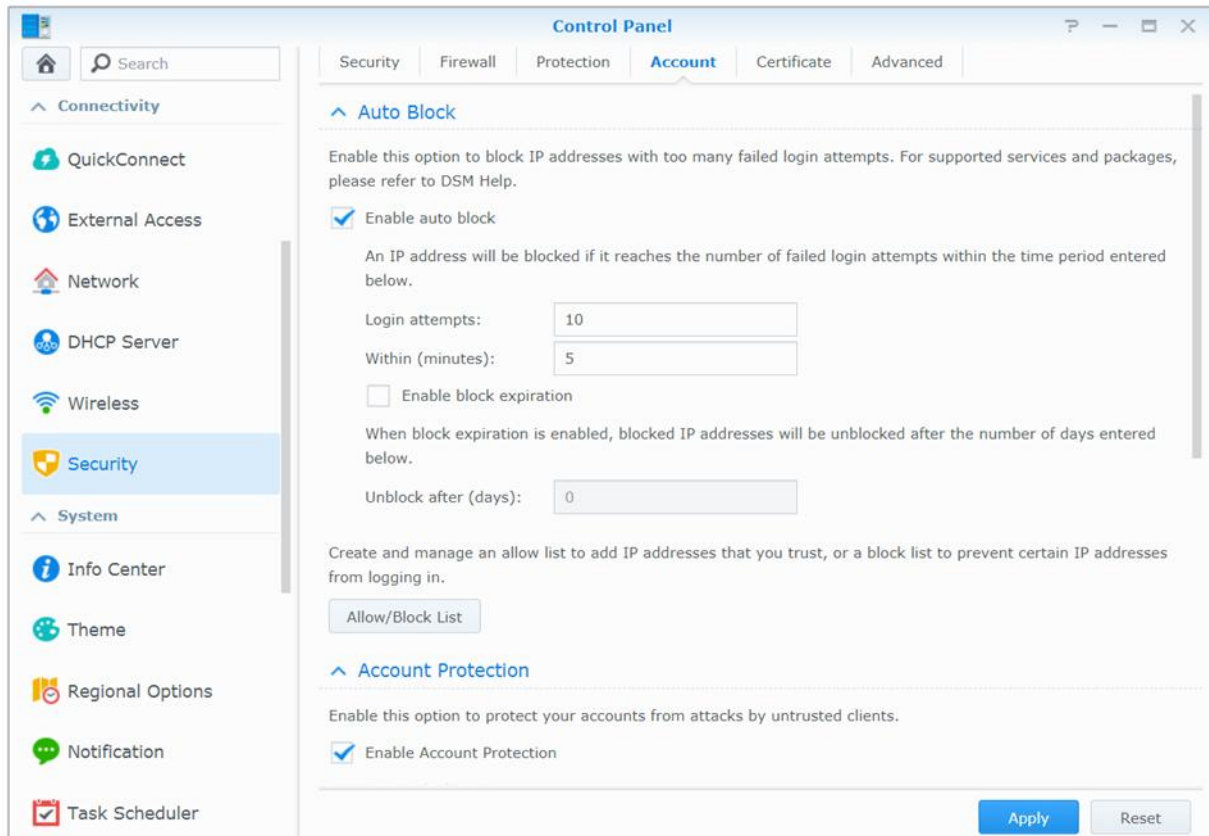 Control Panel
Search
Connectivity
QuickConnect
External Access
Network
DHCP Server
Wireless
Security
System
Info Center
Theme
Regional Options
Notification
Task Scheduler
Security Firewall Protection Account Certificate Advanced
Auto Block
Enable this option to block IP addresses with too many failed login attempts. For supported services and packages,
please refer to DSM Help.
Enable auto block
An IP address will be blocked if it reaches the number of failed login attempts within the time period entered
below.
Login attempts: 10
Within (minutes): 5
Enable block expiration
When block expiration is enabled, blocked IP addresses will be unblocked after the number of days entered
below.
Unblock after (days): 0
Create and manage an allow list to add IP addresses that you trust, or a block list to prevent certain IP addresses
from logging in.
Allow/Block List
Account Protection
Enable this option to protect your accounts from attacks by untrusted clients.
Enable Account Protection
Apply Reset